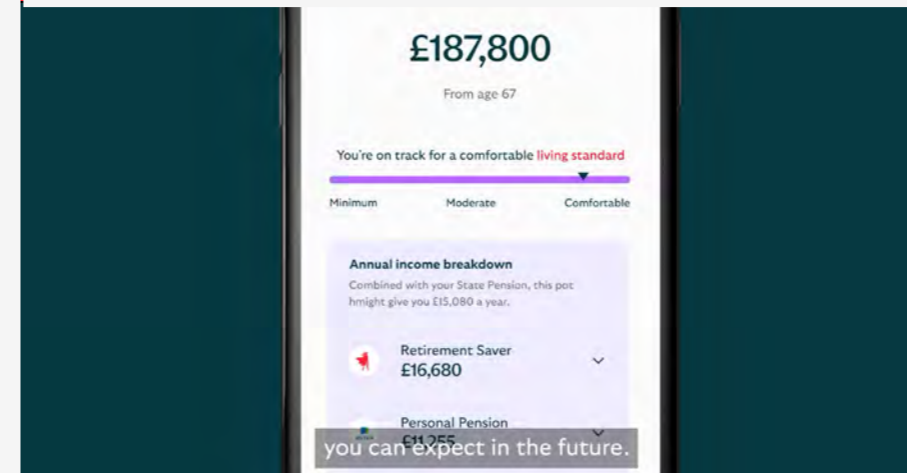 £187,800
From age 67
You're on track for a comfortable living standard
Minimum Moderate Comfortable
Annual income breakdown
Combined with your State Pension, this pot
hmight give you £15,080 a year.
Retirement Saver
£16,680
Personal Pension
£11,255
you can expect in the future.